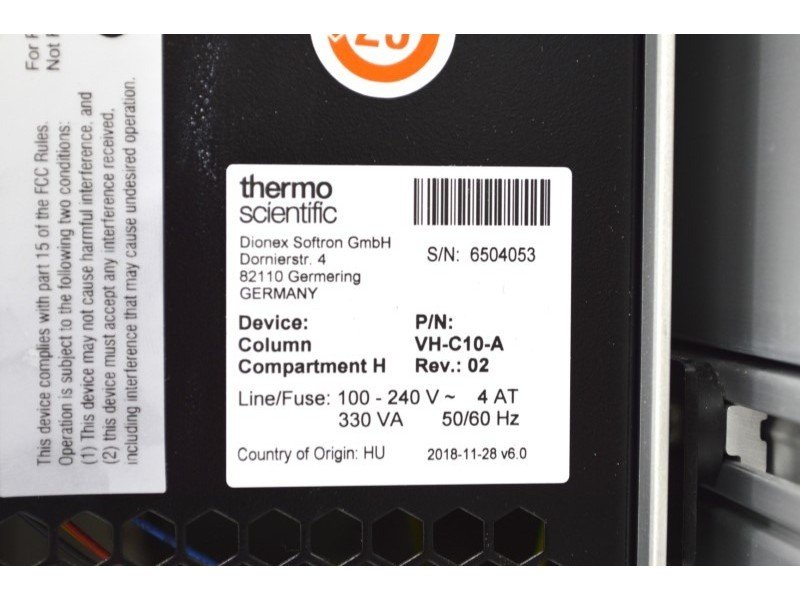 For P
Not F
This device complies with part 15 of the FCC Rules.
Operation is subject to the following two conditions:
(1) This device may not cause harmful interference, and
(2) this device must accept any interference received,
including interference that may cause undesired operation.
thermo
scientific
Dionex Softron GmbH
Dornierstr. 4
82110 Germering
GERMANY
S/N: 6504053
Device: P/N:
Column VH-C10-A
Compartment H Rev.: 02
Line/Fuse: 100 - 240 V ~ 4 AT
330 VA 50/60 Hz
Country of Origin: HU 2018-11-28 v6.0